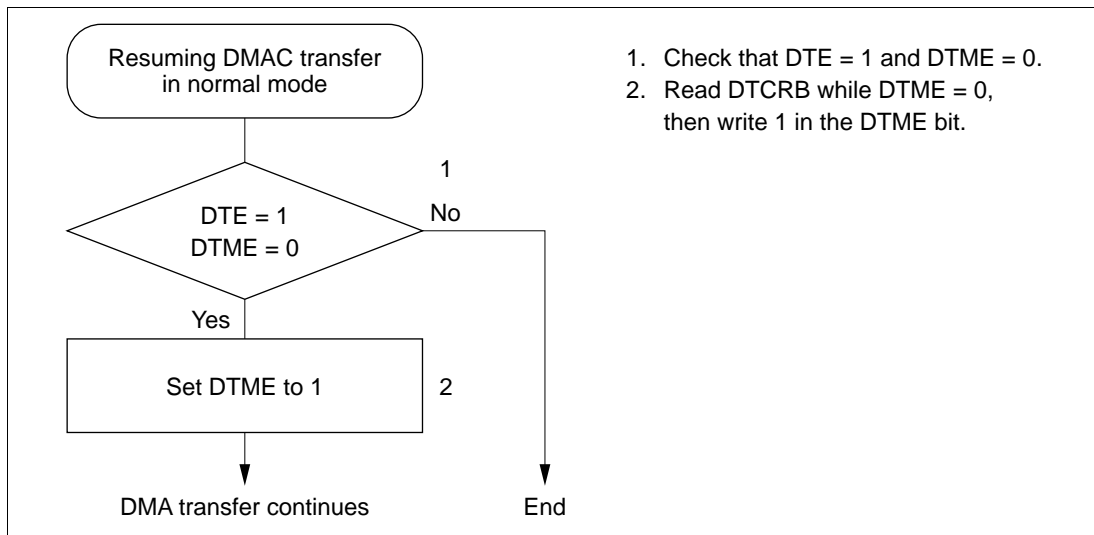 Resuming DMAC transfer
in normal mode
1. Check that DTE = 1 and DTME = 0.
2. Read DTCRB while DTME = 0,
then write 1 in the DTME bit.
1
DTE = 1
DTME = 0
No
Yes
Set DTME to 1
2
DMA transfer continues
End